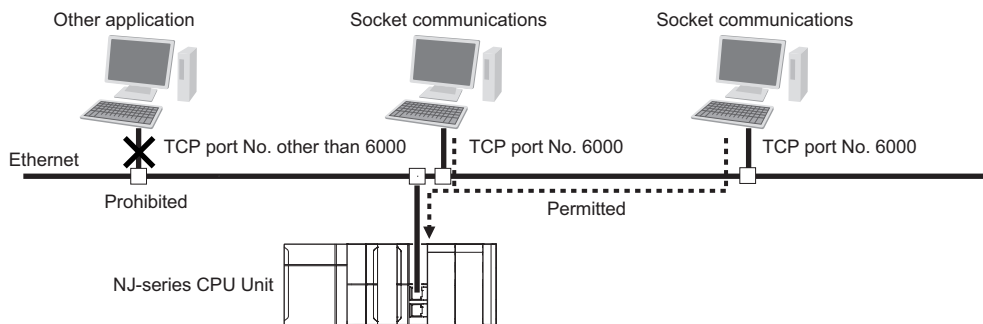 Other application
Socket communications
Socket communications
TCP port No. other than 6000
TCP port No. 6000
TCP port No. 6000
Ethernet
Prohibited
Permitted
NJ-series CPU Unit